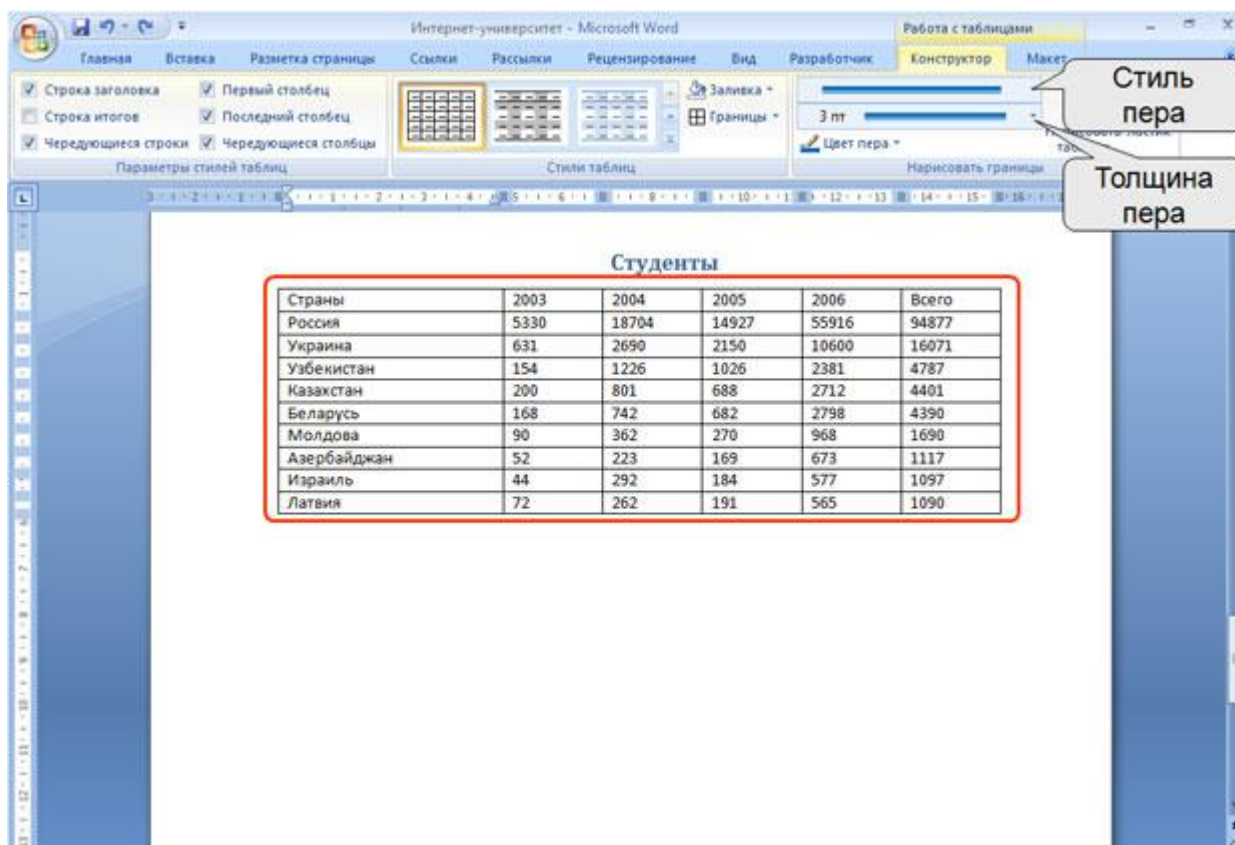 Интернет-университет - Microsoft Word
Работа с таблицами
Главная Вставка Разметка страницы Ссылки Рассылки Рецензирование Вид Разработчик Конструктор Макет
Строка заголовка Первый столбец
Строка итогов Последний столбец
Чередующиеся строки Чередующиеся столбцы
Параметры стилей таблиц
Заливка
Границы
Стили таблиц
3 пт
Цвет пера
Нарисовать границы
Стиль
пера
Толщина
пера
Студенты
Страны 2003 2004 2005 2006 Всего
Россия 5330 18704 14927 55916 94877
Украина 631 2690 2150 10600 16071
Узбекистан 154 1226 1026 2381 4787
Казахстан 200 801 688 2712 4401
Беларусь 168 742 682 2798 4390
Молдова 90 362 270 968 1690
Азербайджан 52 223 169 673 1117
Израиль 44 292 184 577 1097
Латвия 72 262 191 565 1090